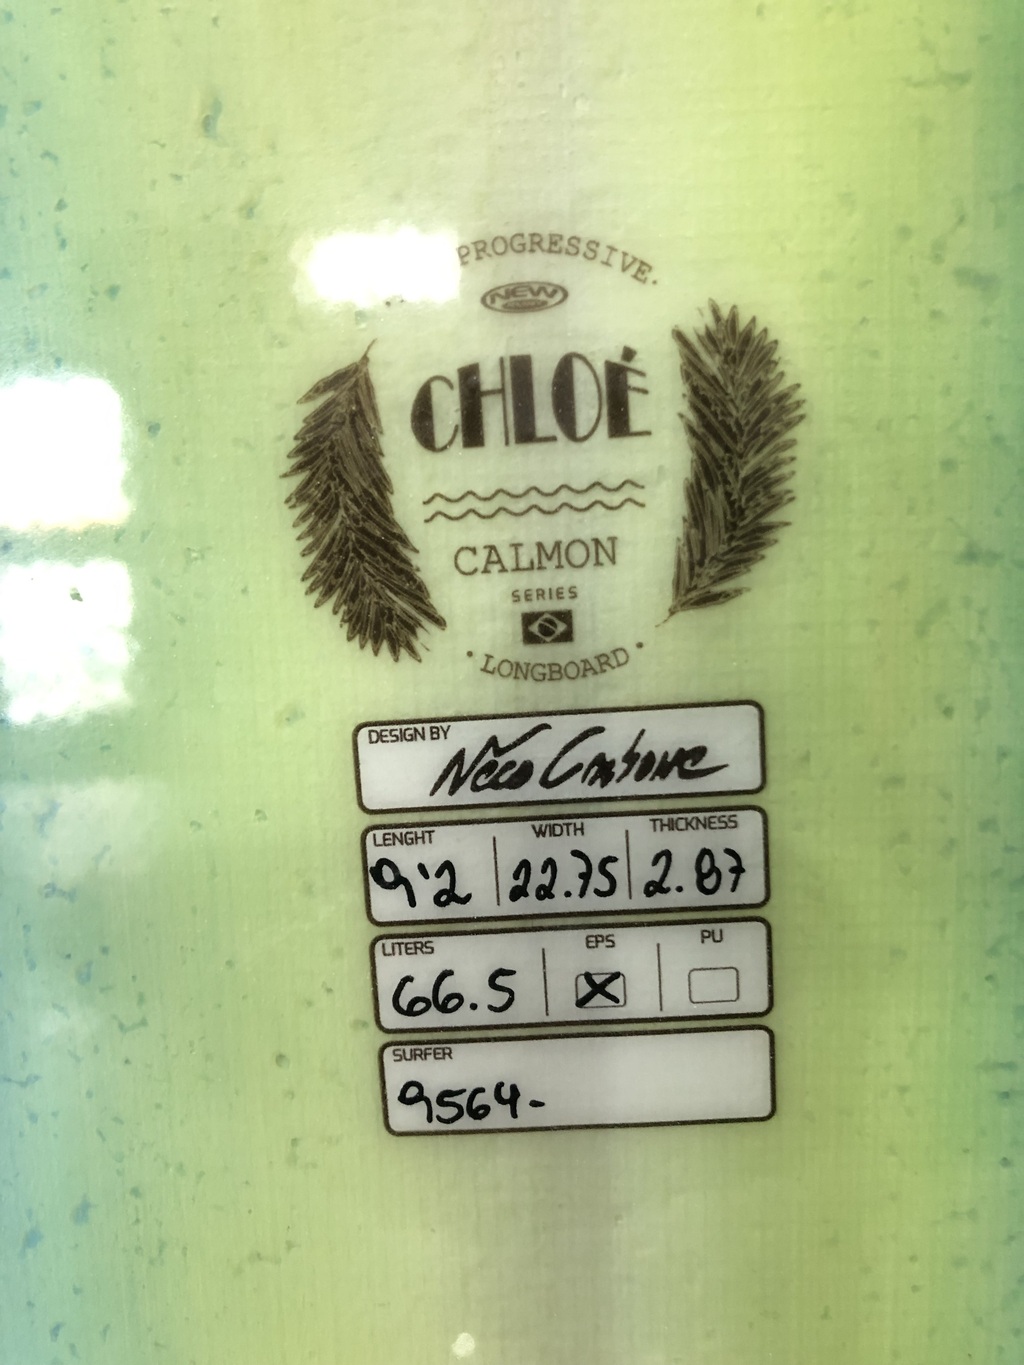 PROGRESSIVE.
NEW
CHLOÉ
CALMON
SERIES
• LONGBOARD •
DESIGN BY
Neco Carbone
LENGHT WIDTH THICKNESS
9'2 22.75 2.87
LITERS EPS PU
66.5 X
SURFER
9564-